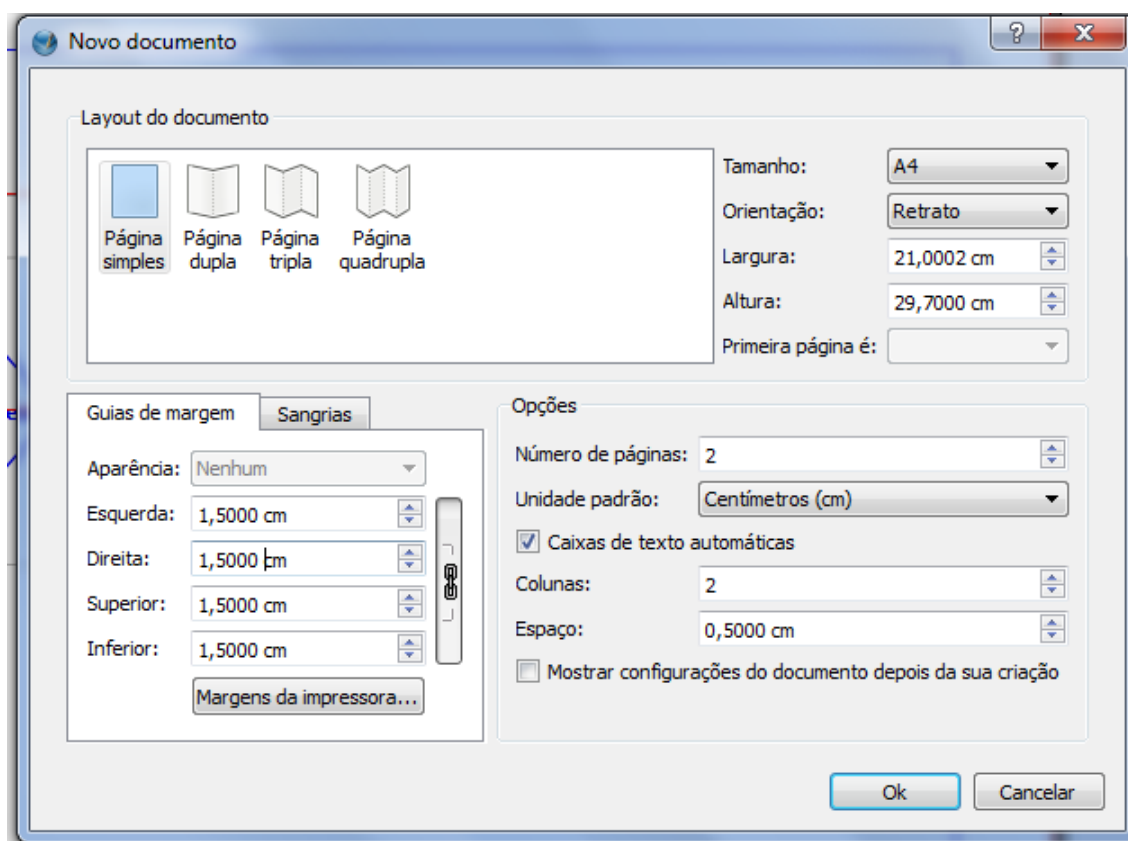 Novo documento
Layout do documento
Página simples
Página dupla
Página tripla
Página quadrupla
Tamanho: A4
Orientação: Retrato
Largura: 21,0002 cm
Altura: 29,7000 cm
Primeira página é:
Guias de margem Sangrias
Aparência: Nenhum
Esquerda: 1,5000 cm
Direita: 1,5000 cm
Superior: 1,5000 cm
Inferior: 1,5000 cm
Margens da impressora...
Opções
Número de páginas: 2
Unidade padrão: Centímetros (cm)
Caixas de texto automáticas
Colunas: 2
Espaço: 0,5000 cm
Mostrar configurações do documento depois da sua criação
Ok Cancelar